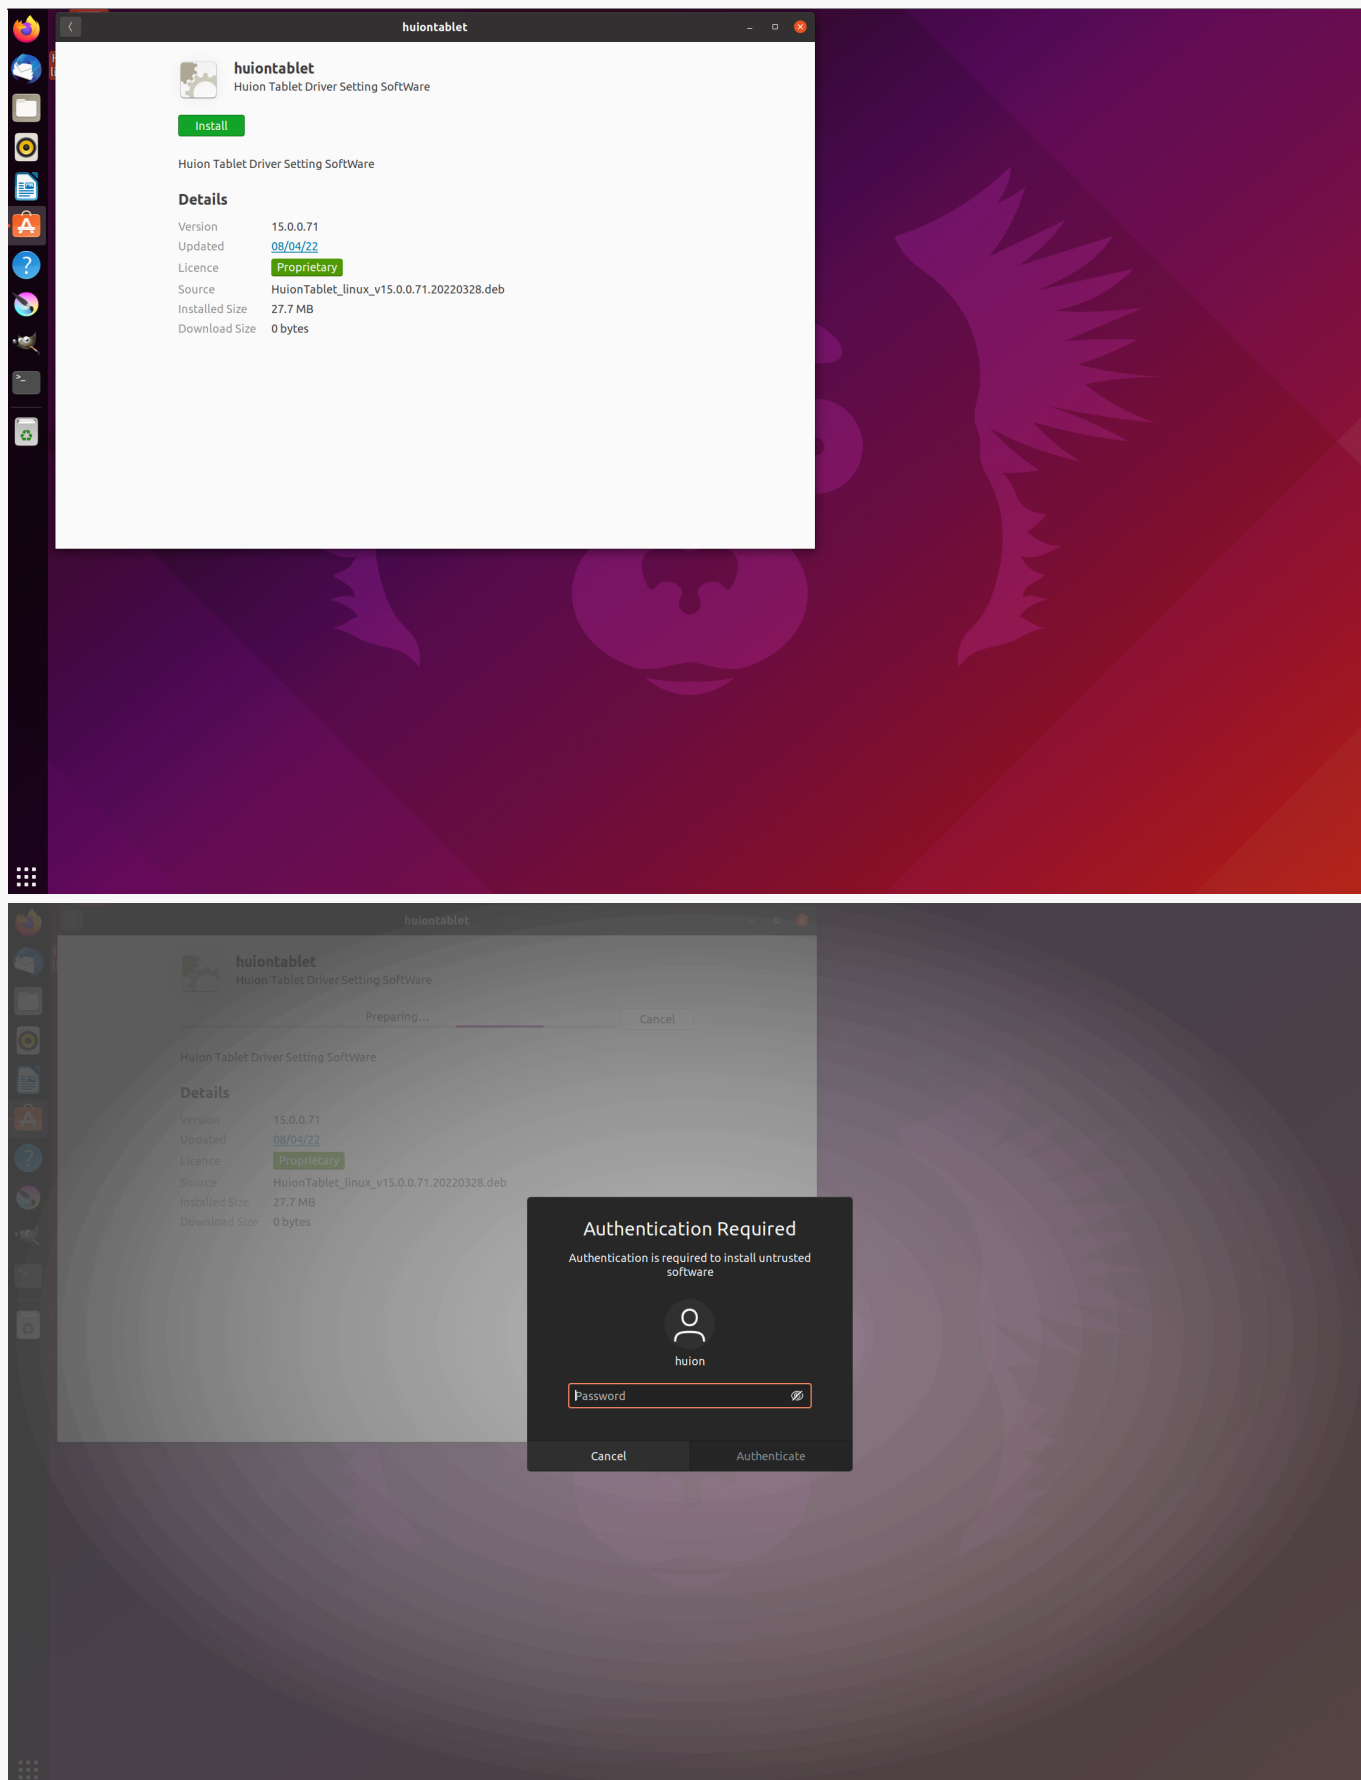 huiontablet
huiontablet
Huion Tablet Driver Setting SoftWare
Install
Huion Tablet Driver Setting SoftWare
Details
Version 15.0.0.71
Updated 08/04/22
Licence Proprietary
Source HuionTablet_linux_v15.0.0.71.20220328.deb
Installed Size 27.7 MB
Download Size 0 bytes
huiontablet
huiontablet
Huion Tablet Driver Setting SoftWare
Preparing...
Cancel
Huion Tablet Driver Setting SoftWare
Details
Version 15.0.0.71
Updated 08/04/22
Licence Proprietary
Source HuionTablet_linux_v15.0.0.71.20220328.deb
Installed Size 27.7 MB
Download Size 0 bytes
Authentication Required
Authentication is required to install untrusted
software
huion
Password
Cancel Authenticate